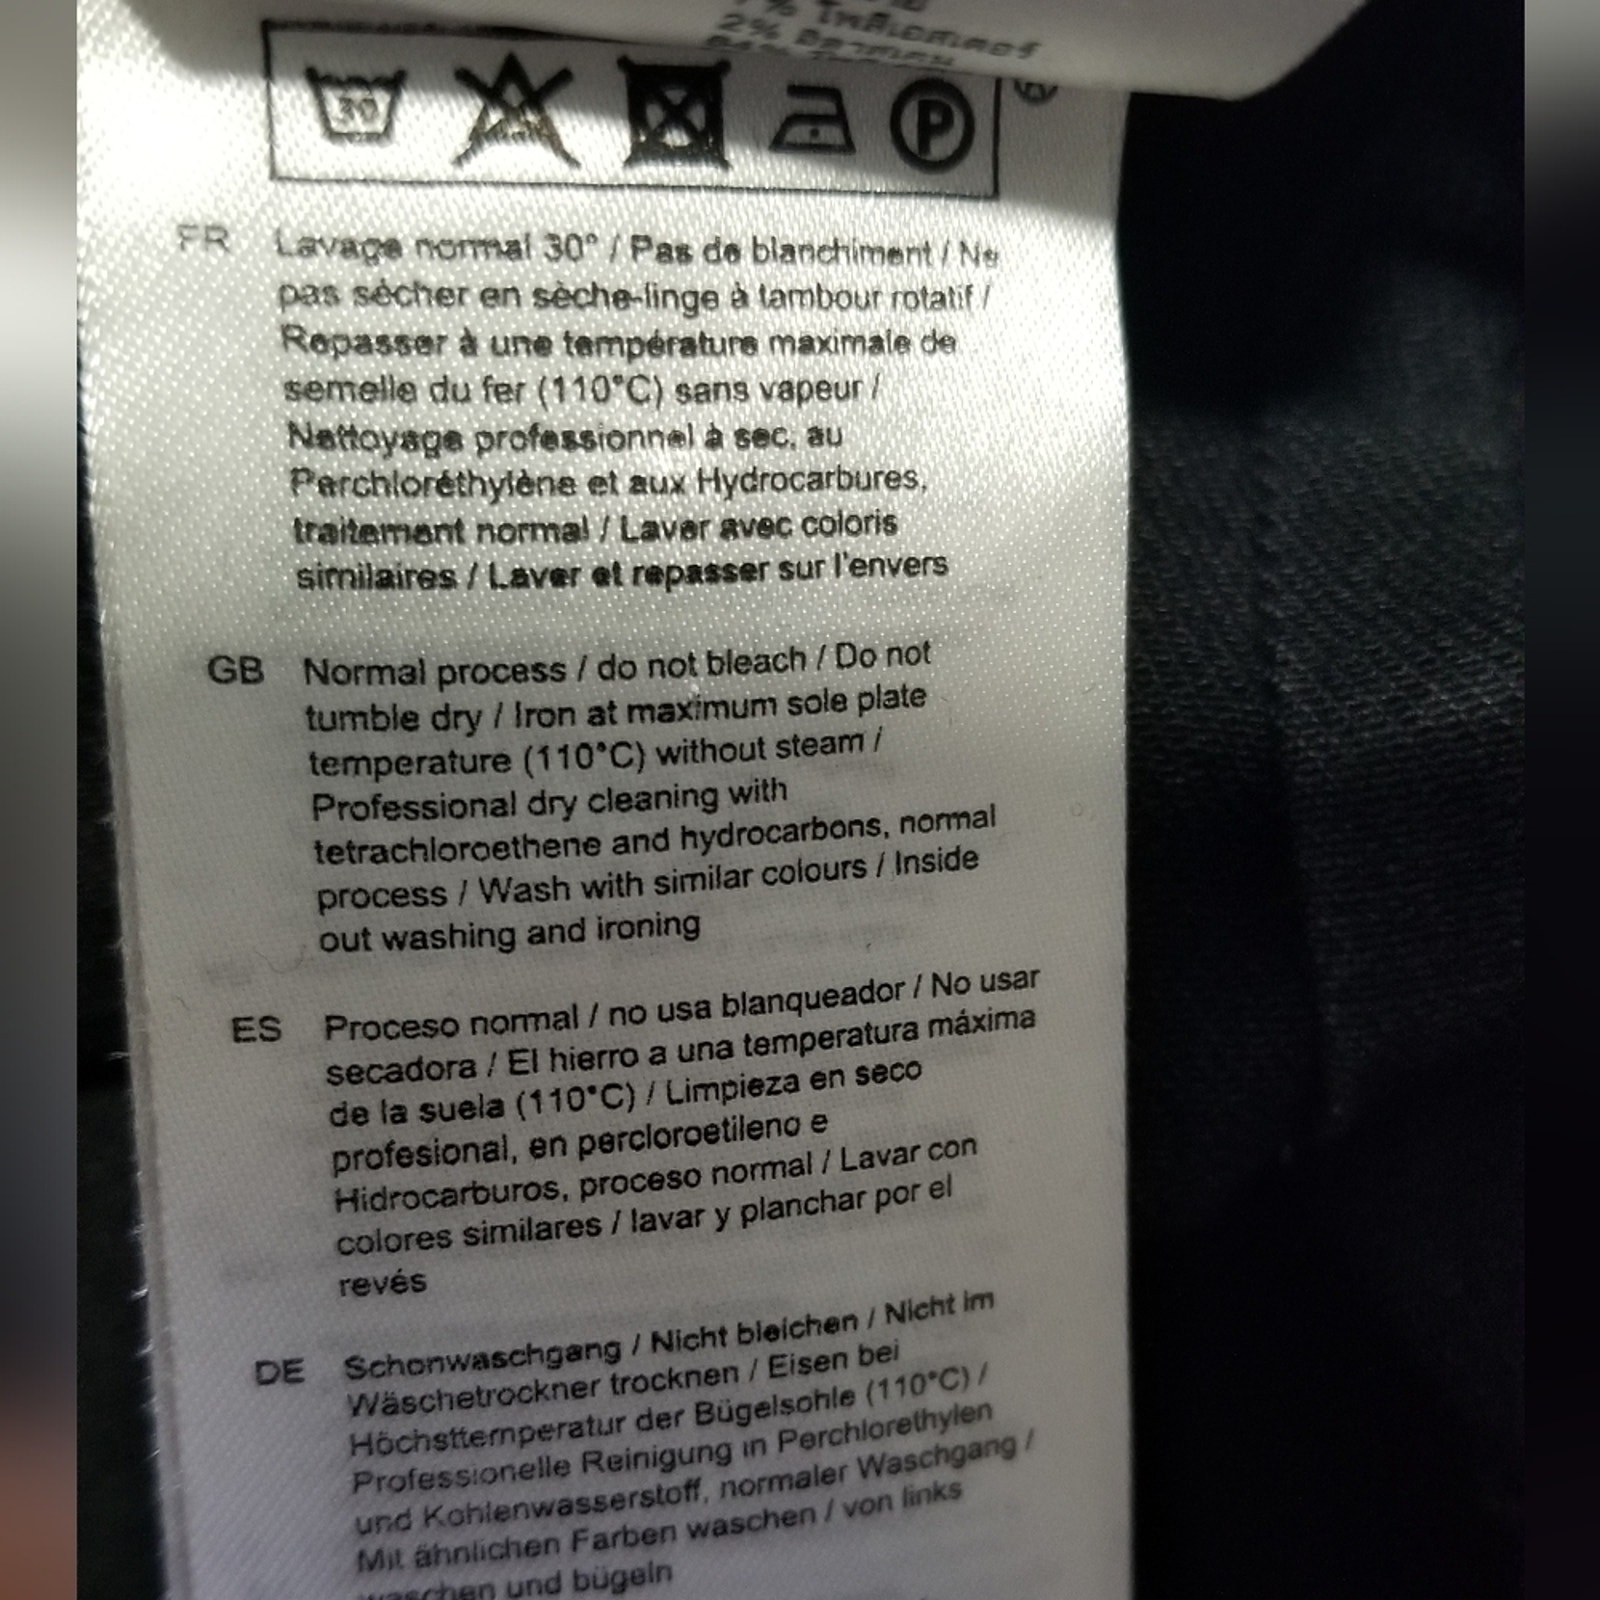 2%
30
P
FR Lavage normal 30° / Pas de blanchiment / Ne
pas sécher en sèche-linge à tambour rotatif /
Repasser à une température maximale de
semelle du fer (110°C) sans vapeur /
Nettoyage professionnel à sec, au
Perchloréthylène et aux Hydrocarbures,
traitement normal / Laver avec coloris
similaires / Laver et repasser sur l'envers
GB Normal process / do not bleach / Do not
tumble dry / Iron at maximum sole plate
temperature (110°C) without steam /
Professional dry cleaning with
tetrachloroethene and hydrocarbons, normal
process / Wash with similar colours / Inside
out washing and ironing
ES Proceso normal / no usa blanqueador / No usar
secadora / El hierro a una temperatura máxima
de la suela (110°C) / Limpieza en seco
profesional, en percloroetileno e
Hidrocarburos, proceso normal / Lavar con
colores similares / lavar y planchar por el
revés
DE Schonwaschgang / Nicht bleichen / Nicht im
Wäschetrockner trocknen / Eisen bei
Höchsttemperatur der Bügelsohle (110°C) /
Professionelle Reinigung in Perchlorethylen
und Kohlenwasserstoff, normaler Waschgang /
Mit ähnlichen Farben waschen / von links
waschen und bügeln